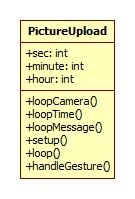 PictureUpload
+sec: int
+minute: int
+hour: int
+loopCamera()
+loopTime()
+loopMessage()
+setup()
+loop()
+handleGesture()